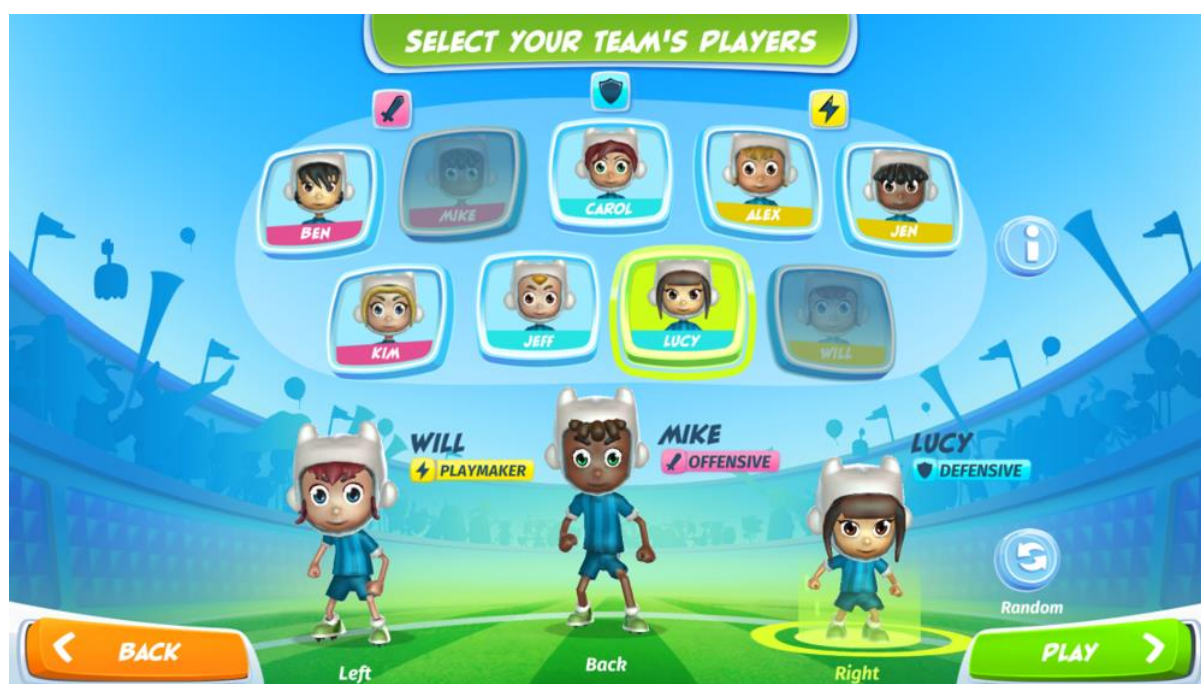 SELECT YOUR TEAM'S PLAYERS
BEN
MIKE
CAROL
ALEX
JEN
KIM
JEFF
LUCY
WILL
WILL
PLAYMAKER
MIKE
OFFENSIVE
LUCY
DEFENSIVE
Random
BACK
Left
Back
Right
PLAY